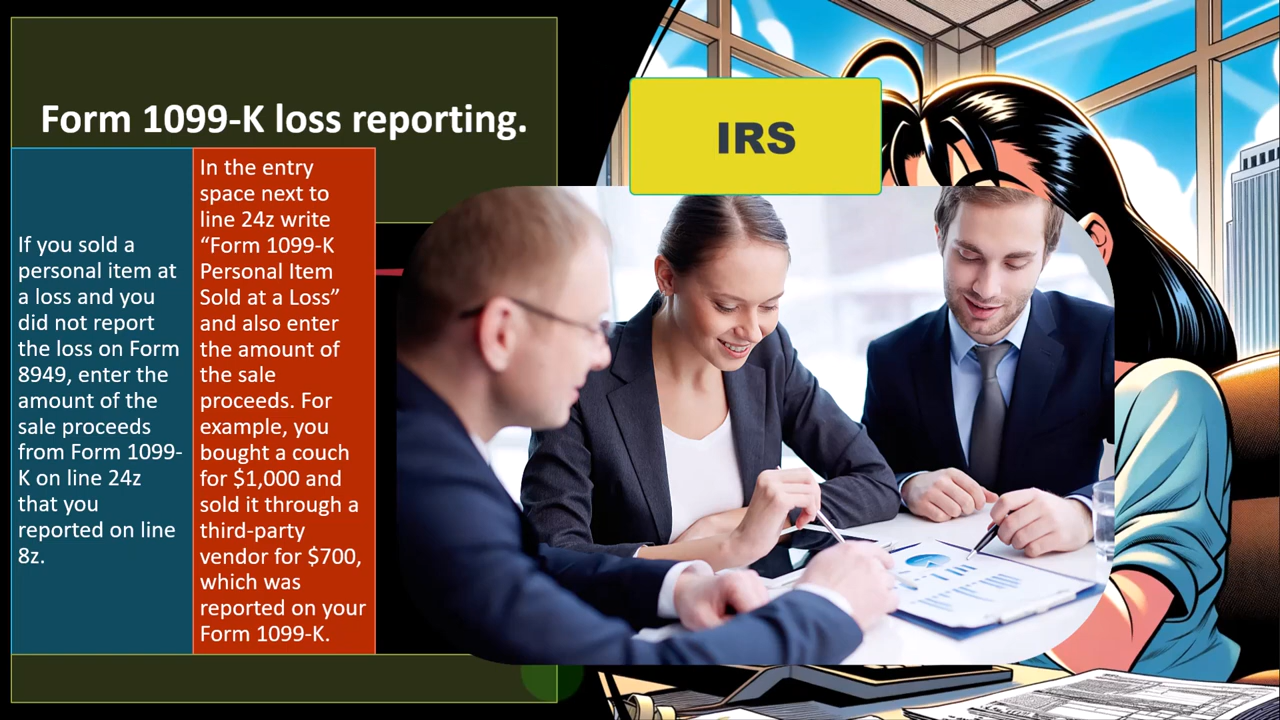 Form 1099-K loss reporting.
IRS
If you sold a
personal item at
a loss and you
did not report
the loss on Form
8949, enter the
amount of the
sale proceeds
from Form 1099-
K on line 24z
that you
reported on line
8z.
In the entry
space next to
line 24z write
“Form 1099-K
Personal Item
Sold at a Loss”
and also enter
the amount of
the sale
proceeds. For
example, you
bought a couch
for $1,000 and
sold it through a
third-party
vendor for $700,
which was
reported on your
Form 1099-K.